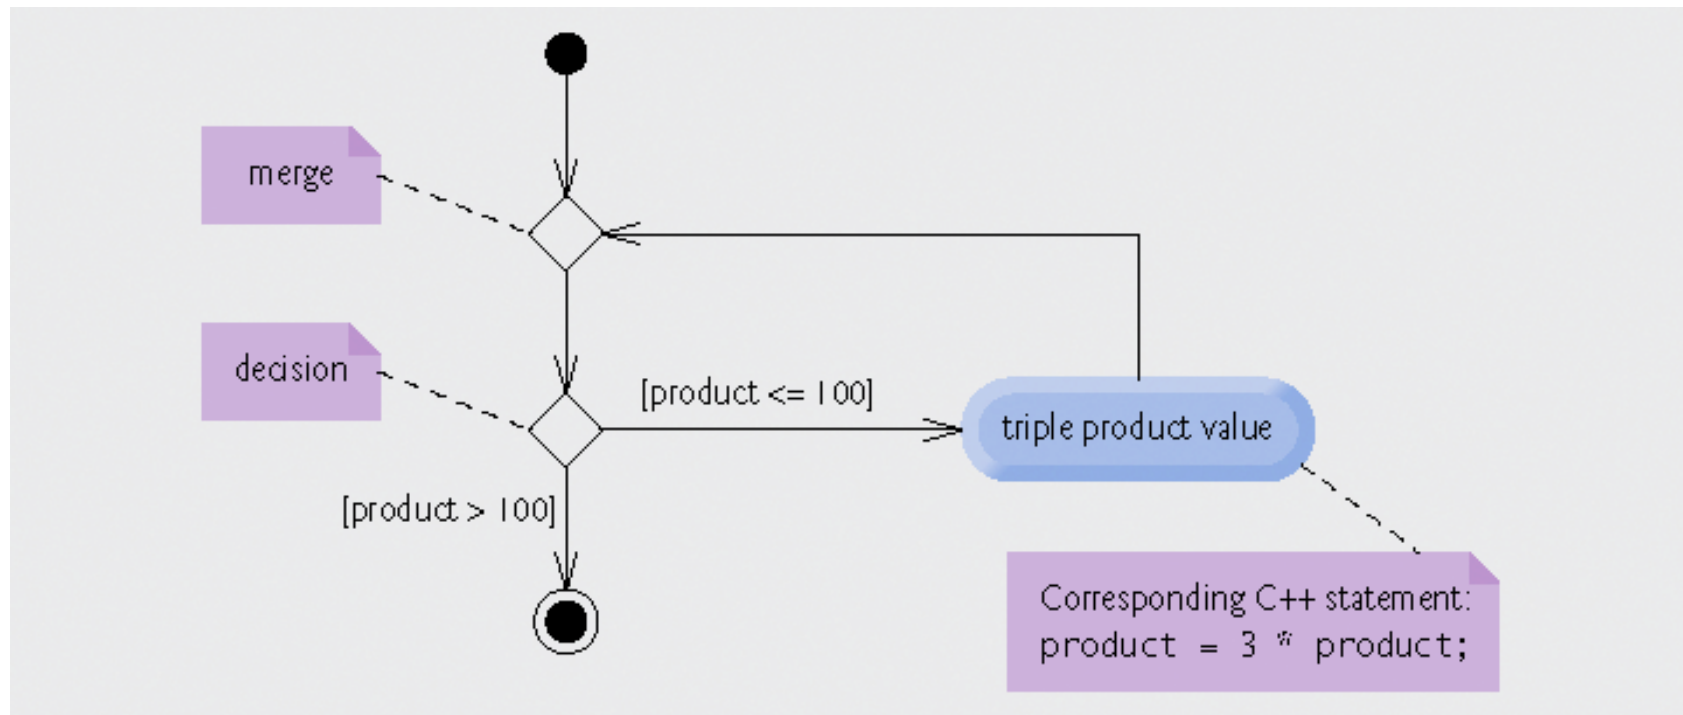 merge
decision
[product <= 100]
triple product value
[product > 100]
Corresponding C++ statement:
product = 3 * product;